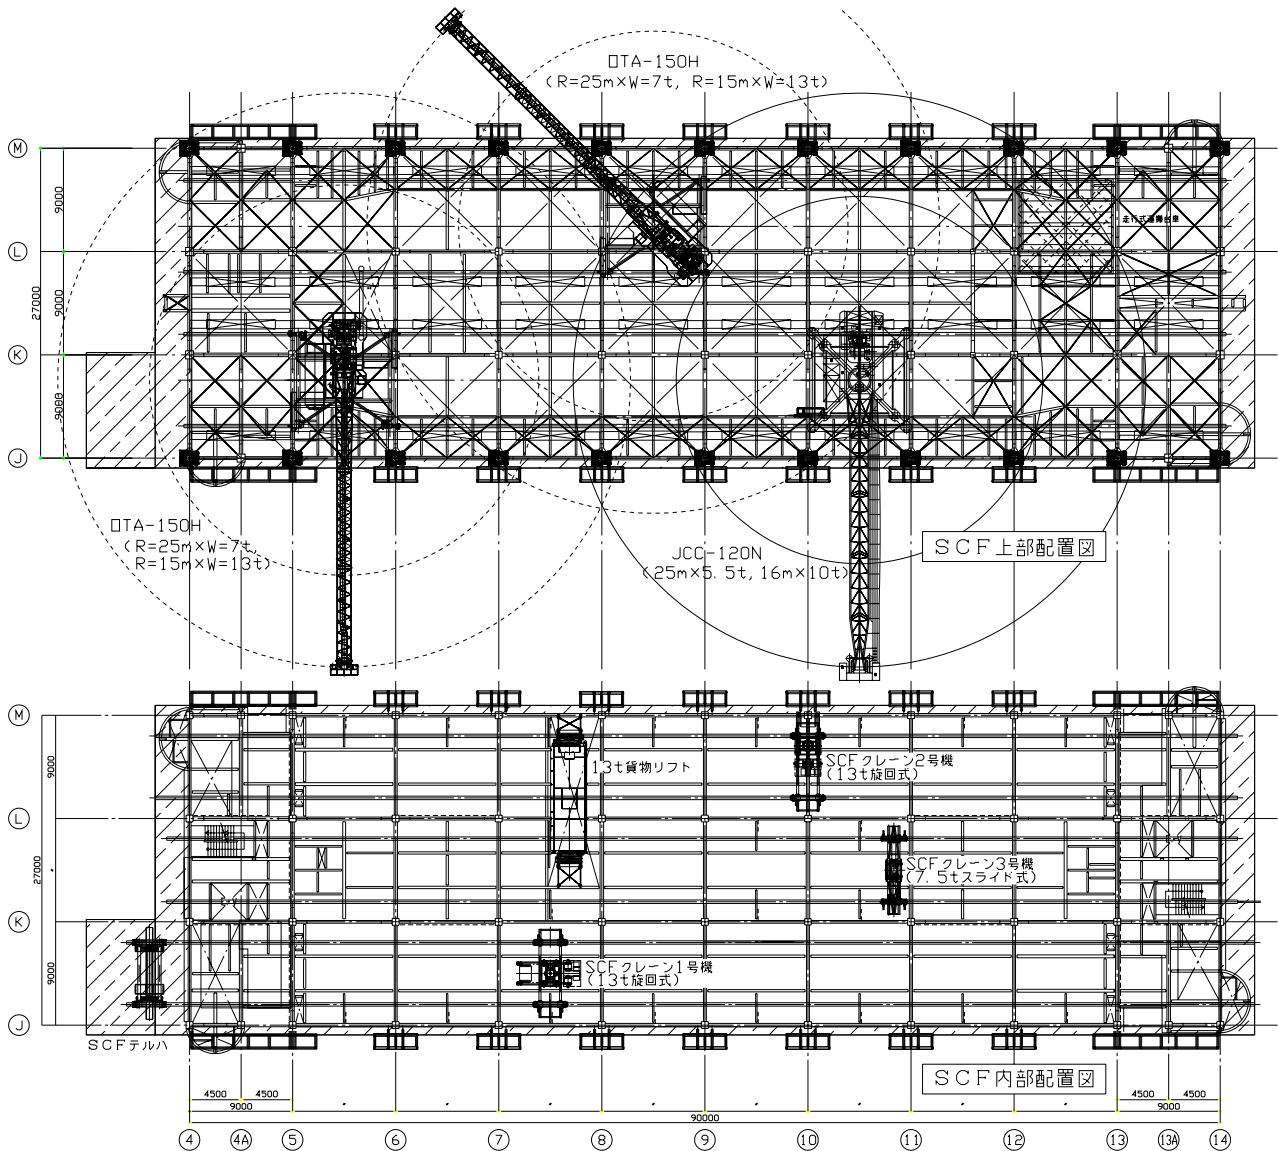 OTA-150H
(R=25m×W=7t, R=15m×W=13t)
M
9000
走行式運搬台車
L
27000
9000
K
9000
J
OTA-150H
(R=25m×W=7t,
R=15m×W=13t)
JCC-120N
(25m×5.5t, 16m×10t)
SCF上部配置図
M
9000
13t貨物リフト
SCFクレーン2号機
(13t旋回式)
L
27000
SCFクレーン3号機
(7.5tスライド式)
K
9000
SCFクレーン1号機
(13t旋回式)
J
SCFテルハ
SCF内部配置図
4500 4500 4500 4500
9000 9000
90000
4 4A 5 6 7 8 9 10 11 12 13 13A 14